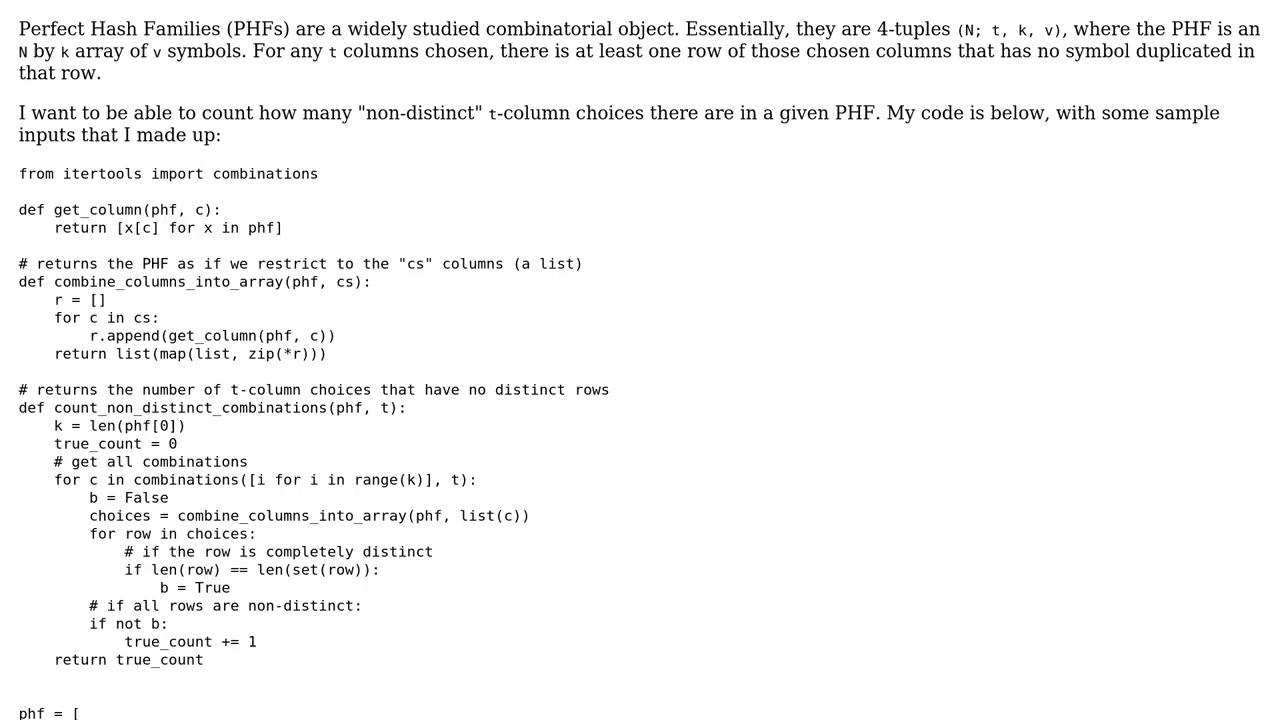 Perfect Hash Families (PHFs) are a widely studied combinatorial object. Essentially, they are 4-tuples (N; t, k, v), where the PHF is an
N by k array of v symbols. For any t columns chosen, there is at least one row of those chosen columns that has no symbol duplicated in
that row.
I want to be able to count how many "non-distinct" t-column choices there are in a given PHF. My code is below, with some sample
inputs that I made up:
from itertools import combinations
def get_column(phf, c):
    return [x[c] for x in phf]
# returns the PHF as if we restrict to the "cs" columns (a list)
def combine_columns_into_array(phf, cs):
    r = []
    for c in cs:
        r.append(get_column(phf, c))
    return list(map(list, zip(*r)))
# returns the number of t-column choices that have no distinct rows
def count_non_distinct_combinations(phf, t):
    k = len(phf[0])
    true_count = 0
    # get all combinations
    for c in combinations([i for i in range(k)], t):
        b = False
        choices = combine_columns_into_array(phf, list(c))
        for row in choices:
            # if the row is completely distinct
            if len(row) == len(set(row)):
                b = True
        # if all rows are non-distinct:
        if not b:
            true_count += 1
    return true_count
phf = [